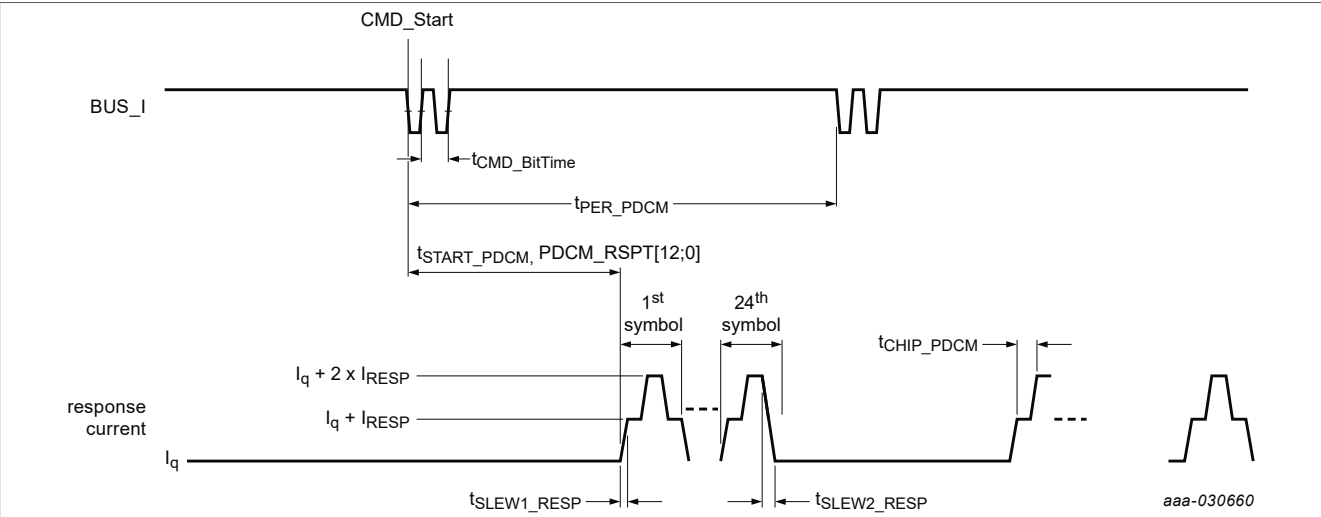 CMD_Start
BUS_I
tCMD_BitTime
tPER_PDCM
tSTART_PDCM, PDCM_RSPT[12;0]
1st
symbol
24th
symbol
tCHIP_PDCM
Iq + 2 x IRESP
response
current
Iq + IRESP
Iq
tSLEW1_RESP
tSLEW2_RESP
aaa-030660